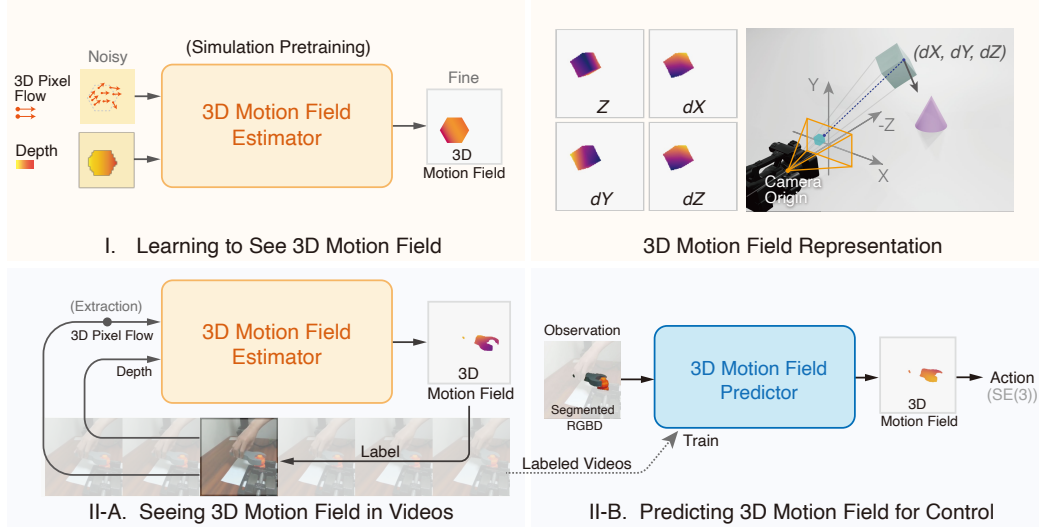 (Simulation Pretraining)
Noisy
3D Pixel
Flow
Depth
3D Motion Field
Estimator
Fine
3D
Motion Field
I. Learning to See 3D Motion Field
Z
dX
dY
dZ
(dX, dY, dZ)
Y
-Z
X
Camera
Origin
3D Motion Field Representation
(Extraction)
3D Pixel Flow
Depth
3D Motion Field
Estimator
3D
Motion Field
Label
II-A. Seeing 3D Motion Field in Videos
Observation
Segmented
RGBD
3D Motion Field
Predictor
3D
Motion Field
Action
(SE(3))
Train
Labeled Videos
II-B. Predicting 3D Motion Field for Control